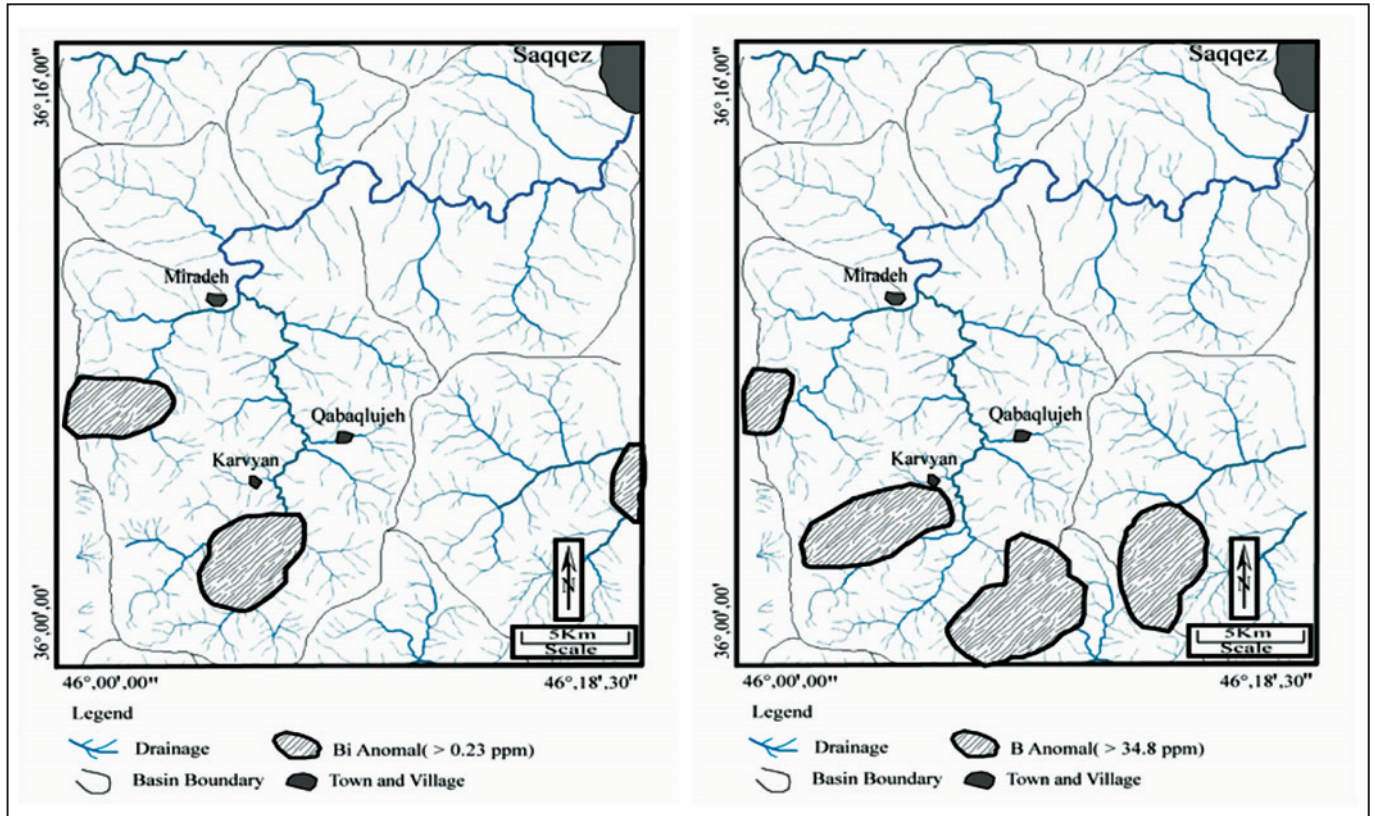 Saqqez
36°,16',00"
Miradeh
Qabaqlujeh
Karvyan
36°,00',00"
N
5Km
Scale
46°,00',00"
46°,18',30"
Legend
Drainage
Bi Anomal( > 0.23 ppm)
Basin Boundary
Town and Village
Saqqez
36°,16',00"
Miradeh
Qabaqlujeh
Karvyan
36°,00',00"
N
5Km
Scale
46°,00',00"
46°,18',30"
Legend
Drainage
B Anomal( > 34.8 ppm)
Basin Boundary
Town and Village